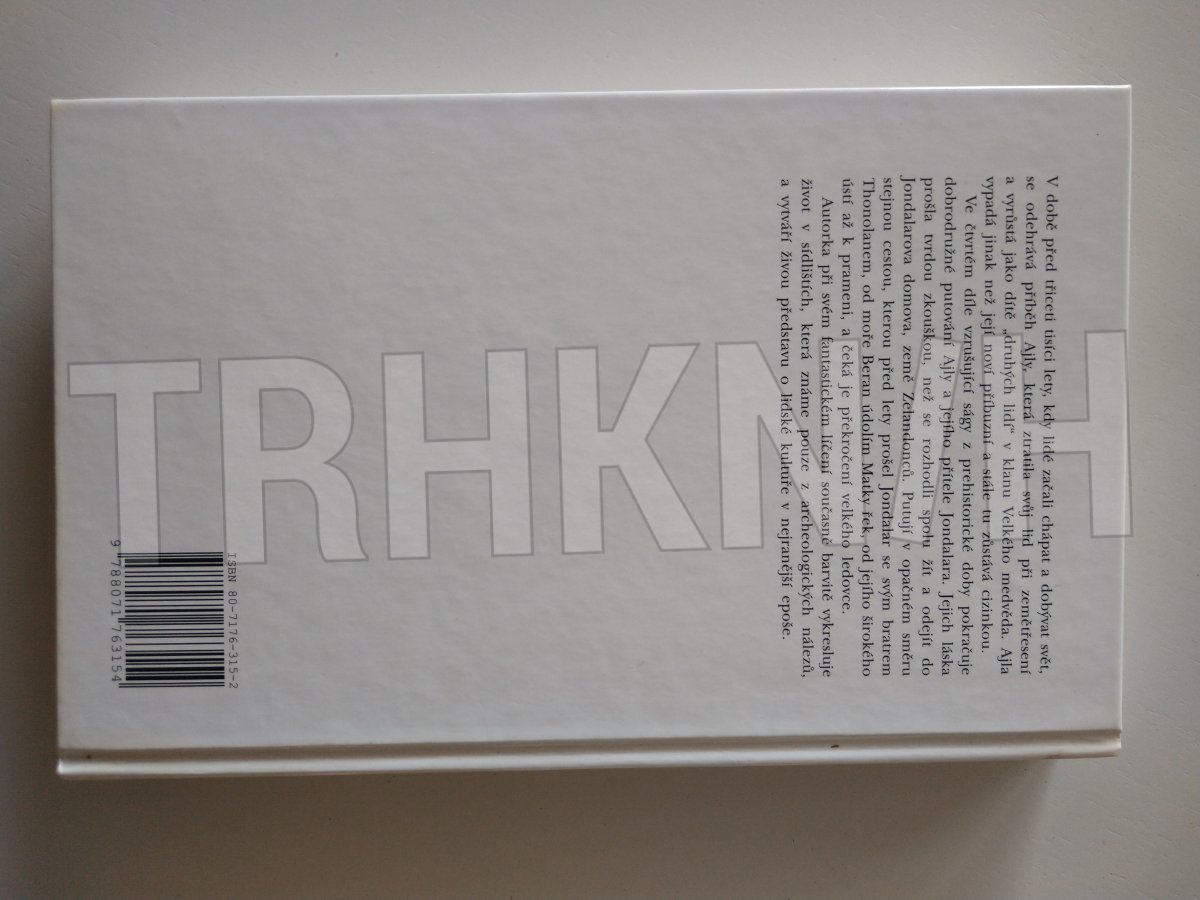 V době před třiceti tisíci lety, kdy lidé začali chápat a dobývat svět,
se odehrává příběh Ajly, která ztratila svůj lid při zemětřesení
a vyrůstá jako dítě „druhých lidí“ v klanu Velkého medvěda. Ajla
vypadá jinak než její noví příbuzní a stále tu zůstává cizinkou.
Ve čtvrtém díle vzrušující ságy z prehistorické doby pokračuje
dobrodružné putování Ajly a jejího přítele Jondalara. Jejich láska
prošla tvrdou zkouškou, než se rozhodli spolu žít a odejít do
Jondalarova domova, země Zelandonců. Putují v opačném směru
stejnou cestou, kterou před lety prošel Jondalar se svým bratrem
Thonolanem, od moře Beran údolím Matky řek, od jejího širokého
ústí až k prameni, a čeká je překročení velkého ledovce.
Autorka při svém fantastickém líčení současně barvitě vykresluje
život v sídlištích, která známe pouze z archeologických nálezů,
a vytváří živou představu o lidské kultuře v nejranější epoše.
ISBN 80-7176-315-2
9 788071 763154
TRHKNIH